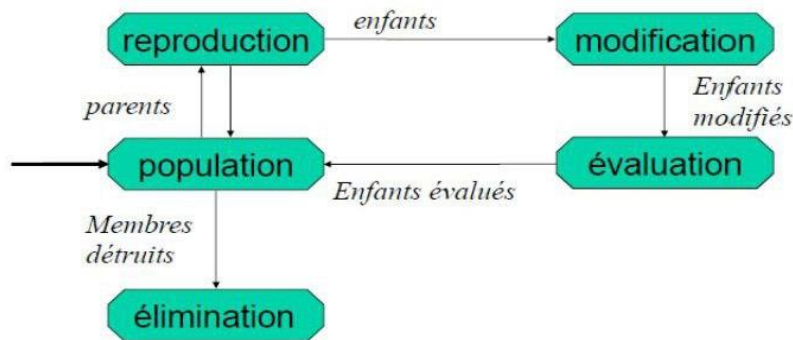 reproduction
enfants
modification
parents
Enfants
modifiés
population
Enfants évalués
évaluation
Membres
détruits
élimination